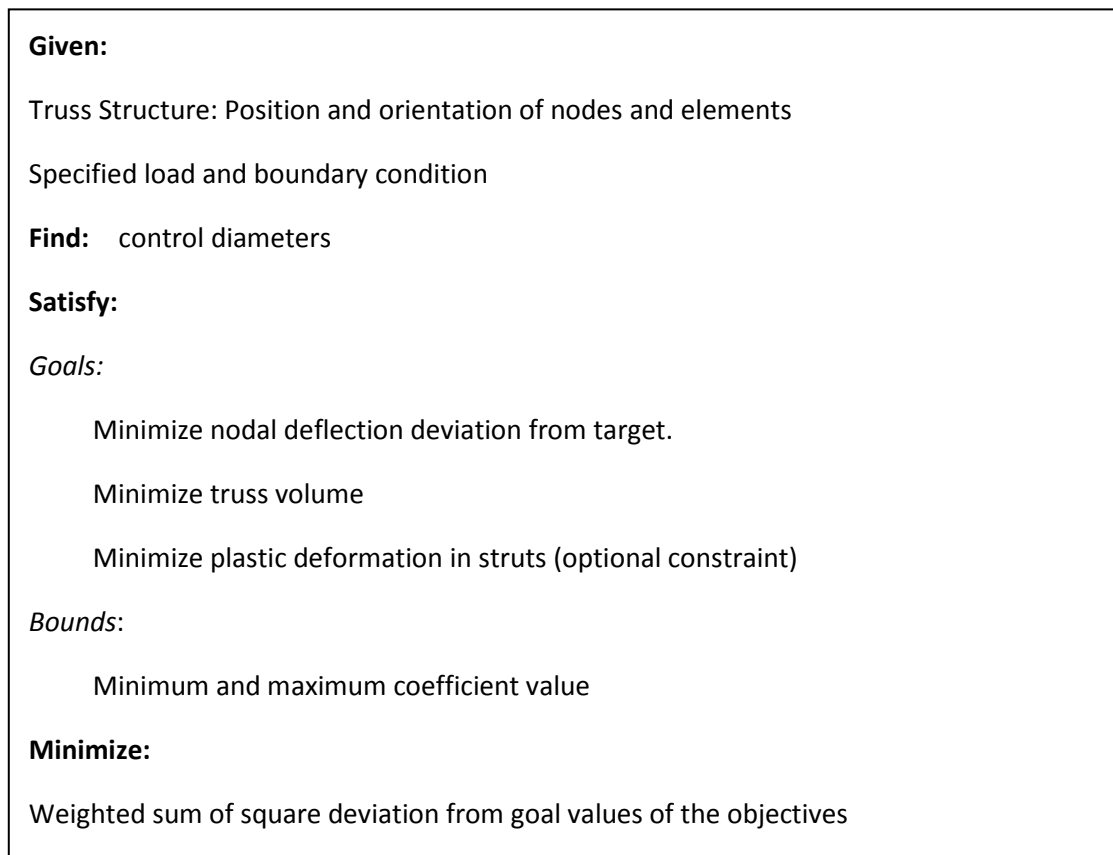 Given:
Truss Structure: Position and orientation of nodes and elements
Specified load and boundary condition
Find: control diameters
Satisfy:
Goals:
Minimize nodal deflection deviation from target.
Minimize truss volume
Minimize plastic deformation in struts (optional constraint)
Bounds:
Minimum and maximum coefficient value
Minimize:
Weighted sum of square deviation from goal values of the objectives